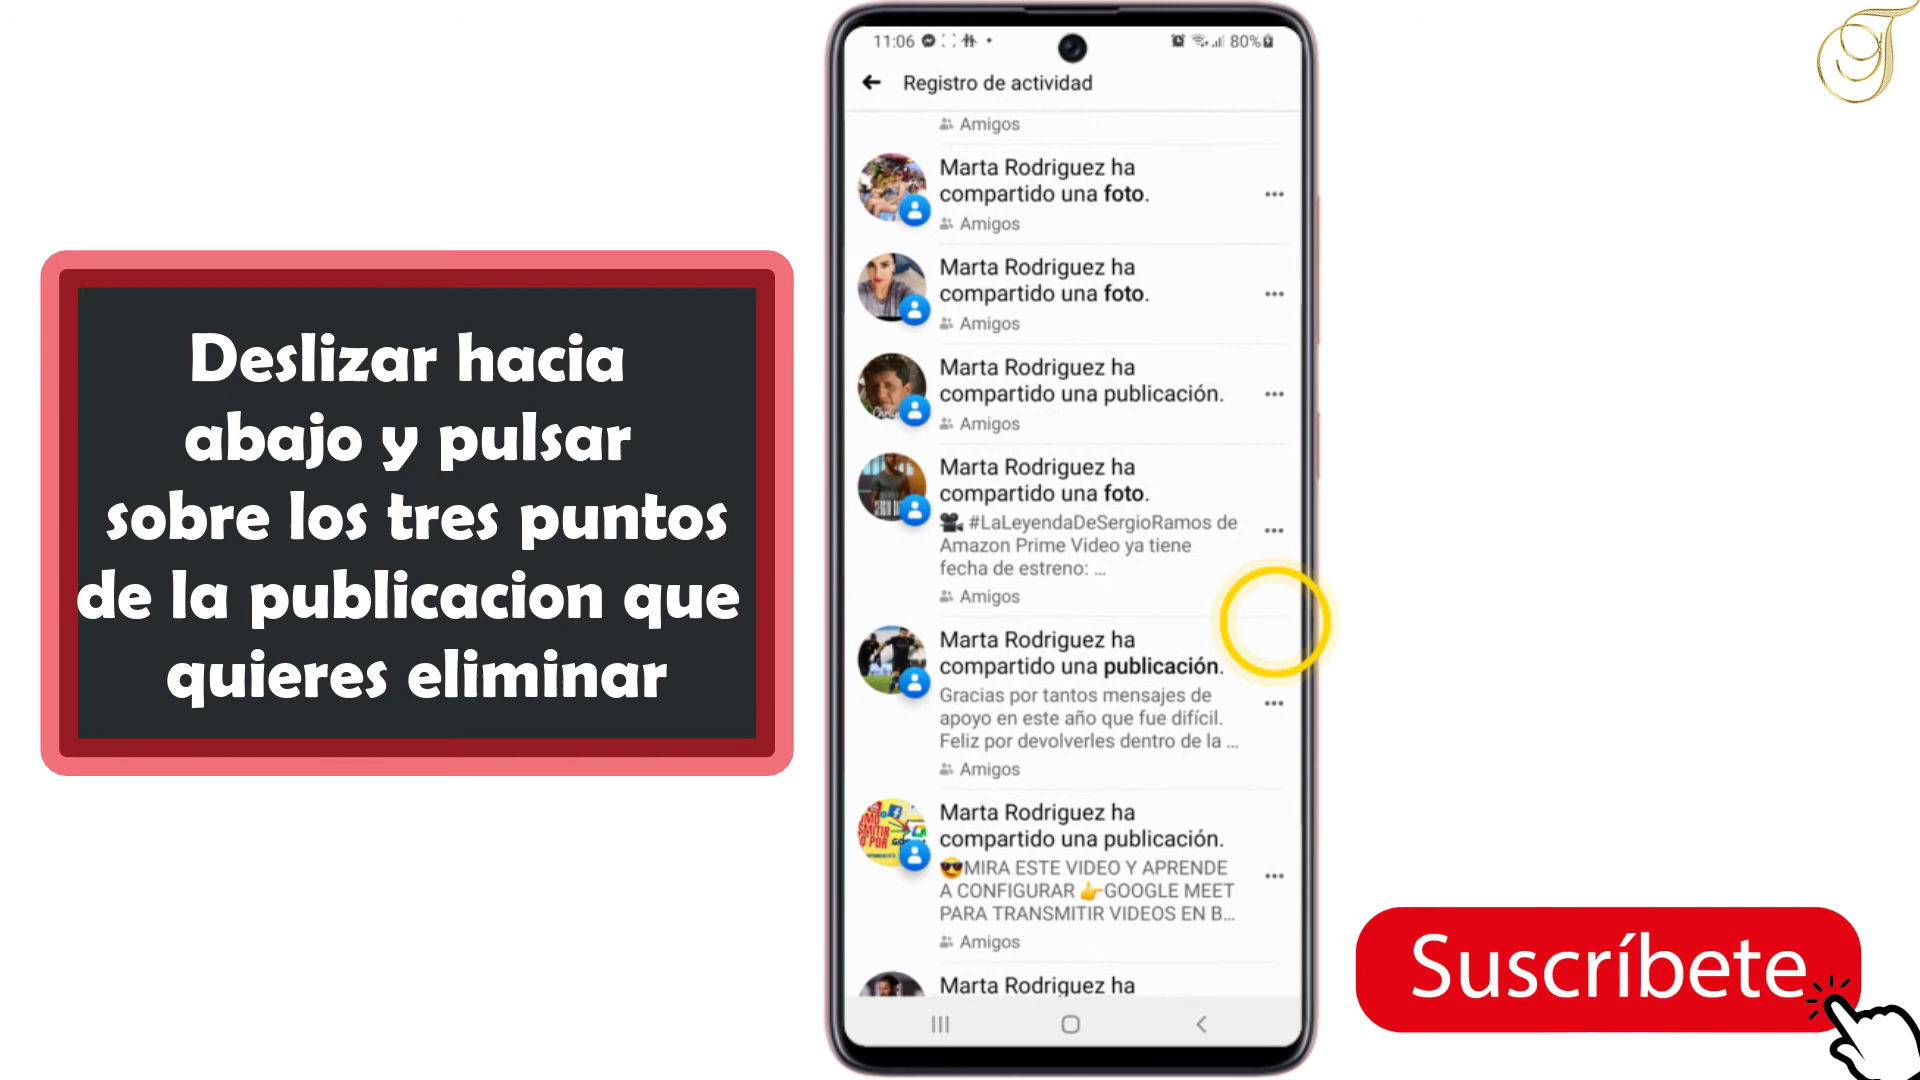 Deslizar hacia
abajo y pulsar
sobre los tres puntos
de la publicacion que
quieres eliminar
11:06
80%
Registro de actividad
Amigos
Marta Rodriguez ha
compartido una foto.
Amigos
Marta Rodriguez ha
compartido una foto.
Amigos
Marta Rodriguez ha
compartido una publicación.
Amigos
Marta Rodriguez ha
compartido una foto.
#LaLeyendaDeSergioRamos de
Amazon Prime Video ya tiene
fecha de estreno: ...
Amigos
Marta Rodriguez ha
compartido una publicación.
Gracias por tantos mensajes de
apoyo en este año que fue difícil.
Feliz por devolverles dentro de la ...
Amigos
Marta Rodriguez ha
compartido una publicación.
😎MIRA ESTE VIDEO Y APRENDE
A CONFIGURAR 👉GOOGLE MEET
PARA TRANSMITIR VIDEOS EN B...
Amigos
Marta Rodriguez ha
Suscríbete